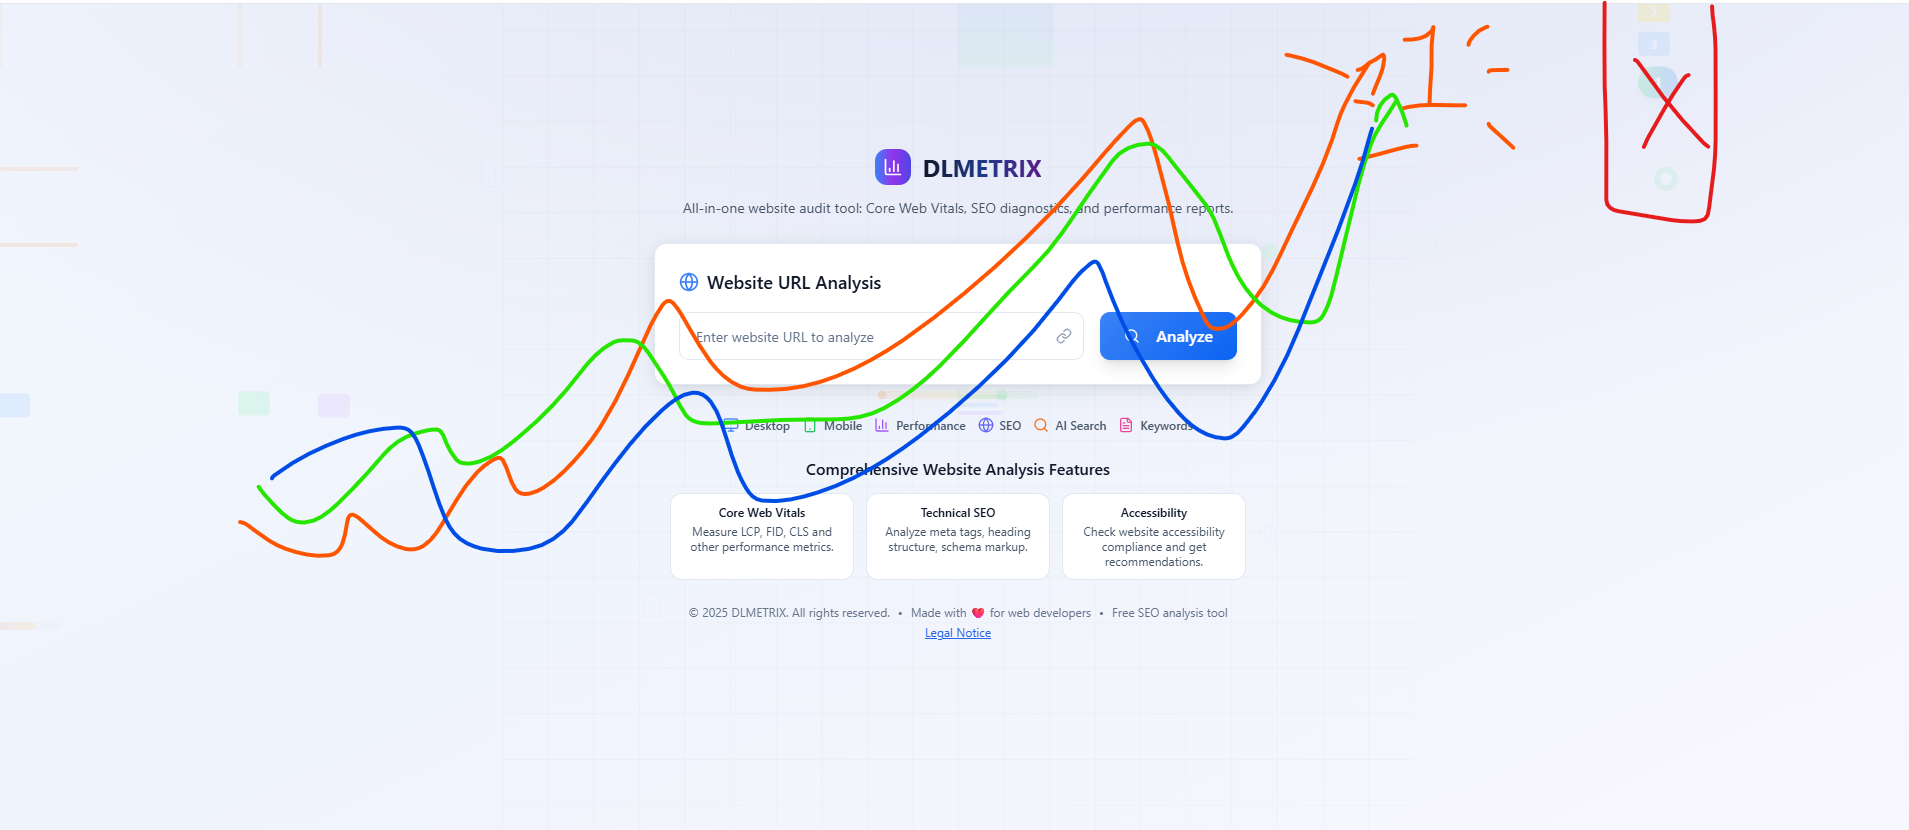 3
3
1
DLMETRIX
All-in-one website audit tool: Core Web Vitals, SEO diagnostics, and performance reports.
Website URL Analysis
Enter website URL to analyze
Analyze
Desktop Mobile Performance SEO AI Search Keywords
Comprehensive Website Analysis Features
Core Web Vitals
Measure LCP, FID, CLS and
other performance metrics.
Technical SEO
Analyze meta tags, heading
structure, schema markup.
Accessibility
Check website accessibility
compliance and get
recommendations.
© 2025 DLMETRIX. All rights reserved. • Made with ❤️ for web developers • Free SEO analysis tool
Legal Notice